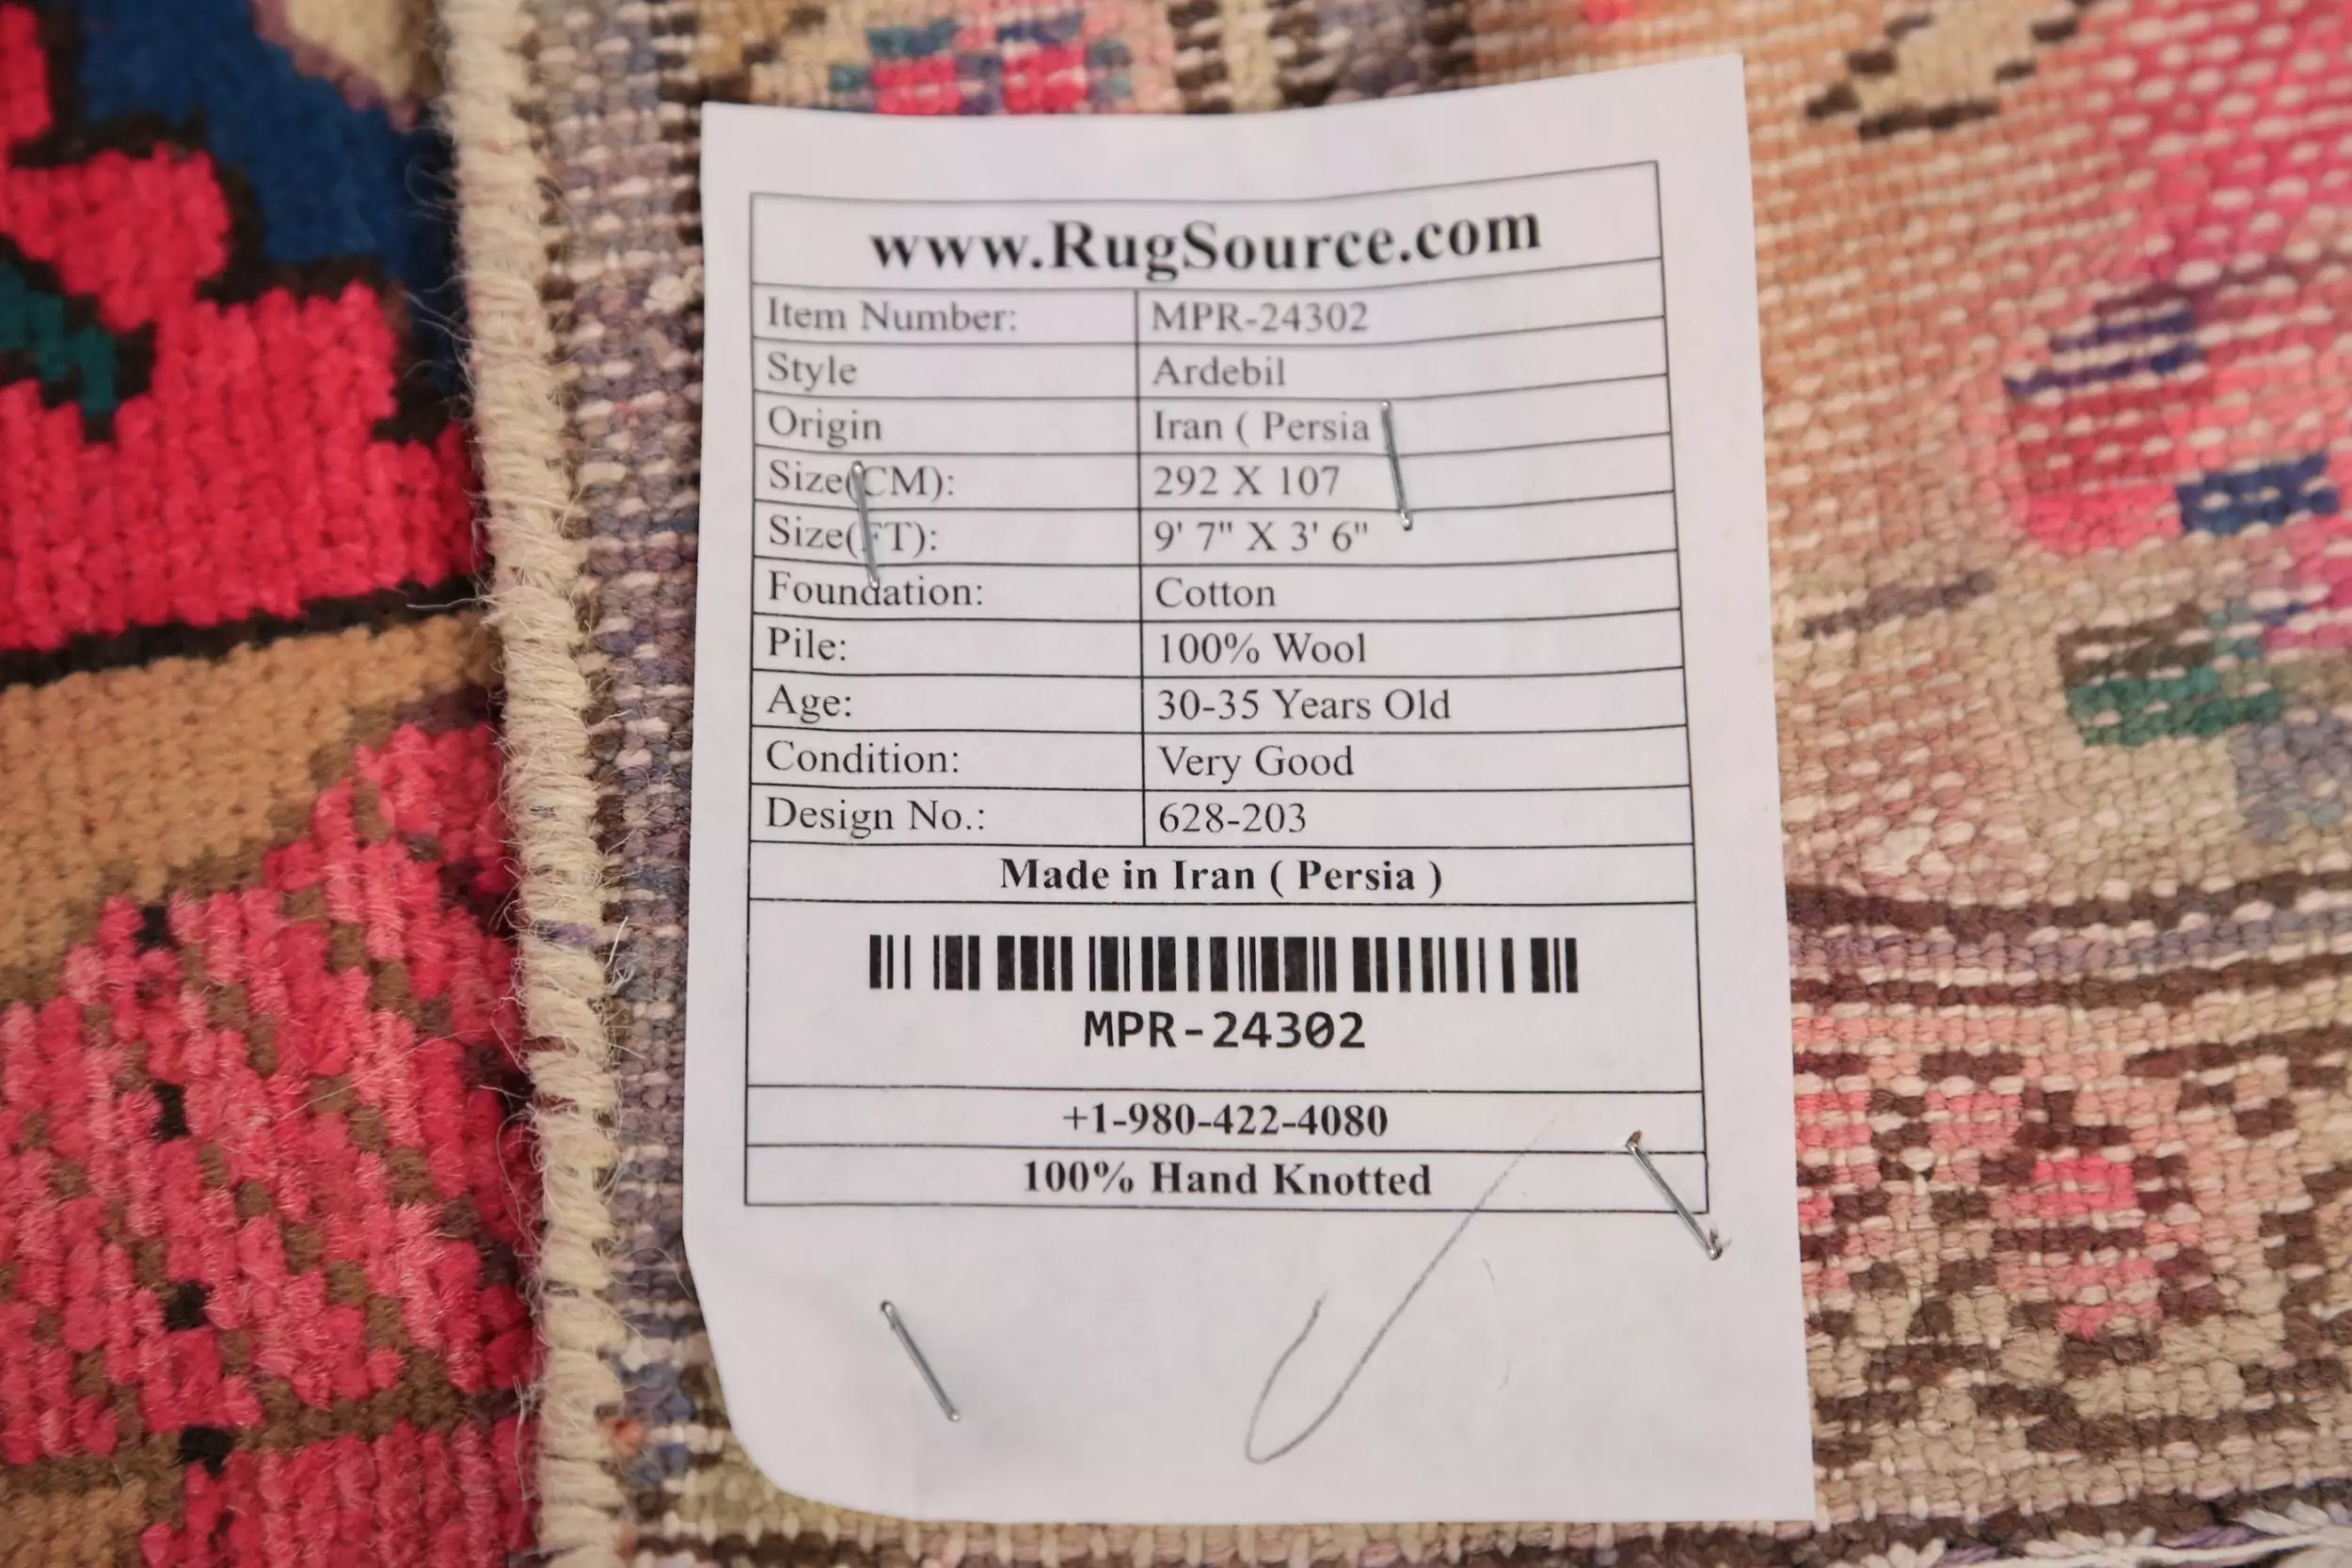 www.RugSource.com
Item Number: MPR-24302
Style Ardebil
Origin Iran ( Persia
Size(CM): 292 X 107
Size(FT): 9' 7" X 3' 6"
Foundation: Cotton
Pile: 100% Wool
Age: 30-35 Years Old
Condition: Very Good
Design No.: 628-203
Made in Iran ( Persia )
MPR-24302
+1-980-422-4080
100% Hand Knotted